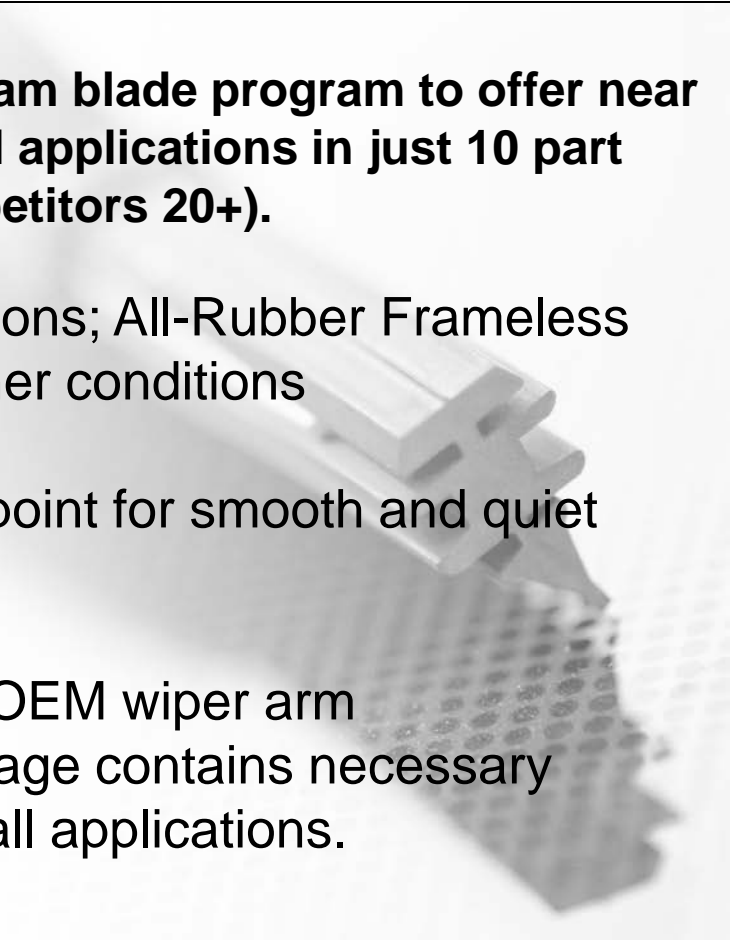 am blade program to offer near
l applications in just 10 part
etitors 20+).
ons; All-Rubber Frameless
er conditions
point for smooth and quiet
OEM wiper arm
age contains necessary
all applications.